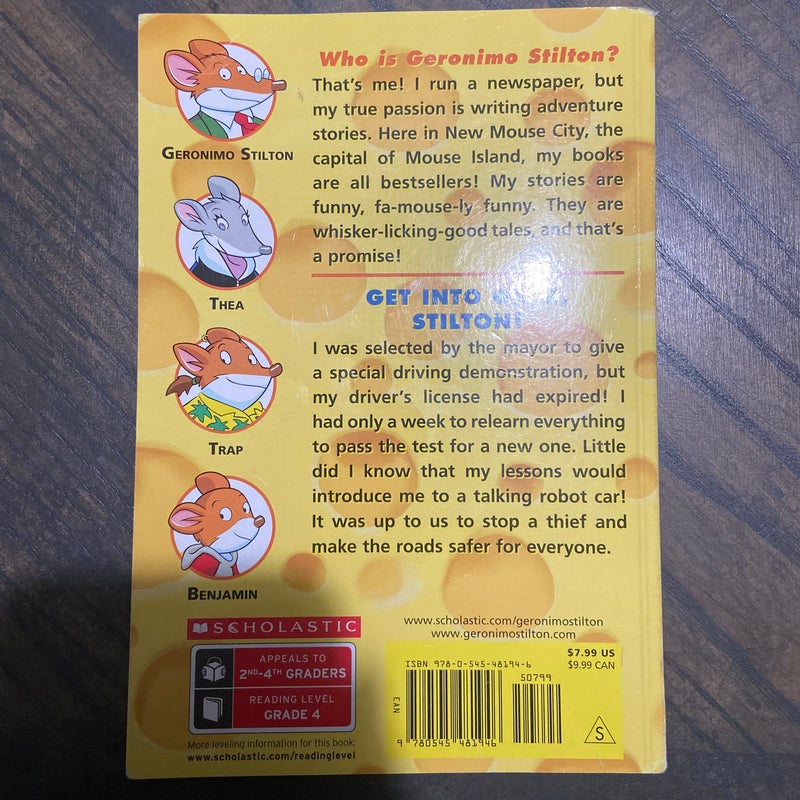 Who is Geronimo Stilton?
That's me! I run a newspaper, but
my true passion is writing adventure
stories. Here in New Mouse City, the
capital of Mouse Island, my books
are all bestsellers! My stories are
funny, fa-mouse-ly funny. They are
whisker-licking-good tales, and that's
a promise!
GERONIMO STILTON
THEA
TRAP
BENJAMIN
GET INTO
STILTON!
I was selected by the mayor to give
a special driving demonstration, but
my driver's license had expired! I
had only a week to relearn everything
to pass the test for a new one. Little
did I know that my lessons would
introduce me to a talking robot car!
It was up to us to stop a thief and
make the roads safer for everyone.
SCHOLASTIC
APPEALS TO
2ND-4TH GRADERS
READING LEVEL
GRADE 4
More leveling information for this book:
www.scholastic.com/readinglevel
www.scholastic.com/geronimostilton
www.geronimostilton.com
$7.99 US
$9.99 CAN
ISBN 978-0-545-48194-6
50799
EAN
9 780545 481946
S